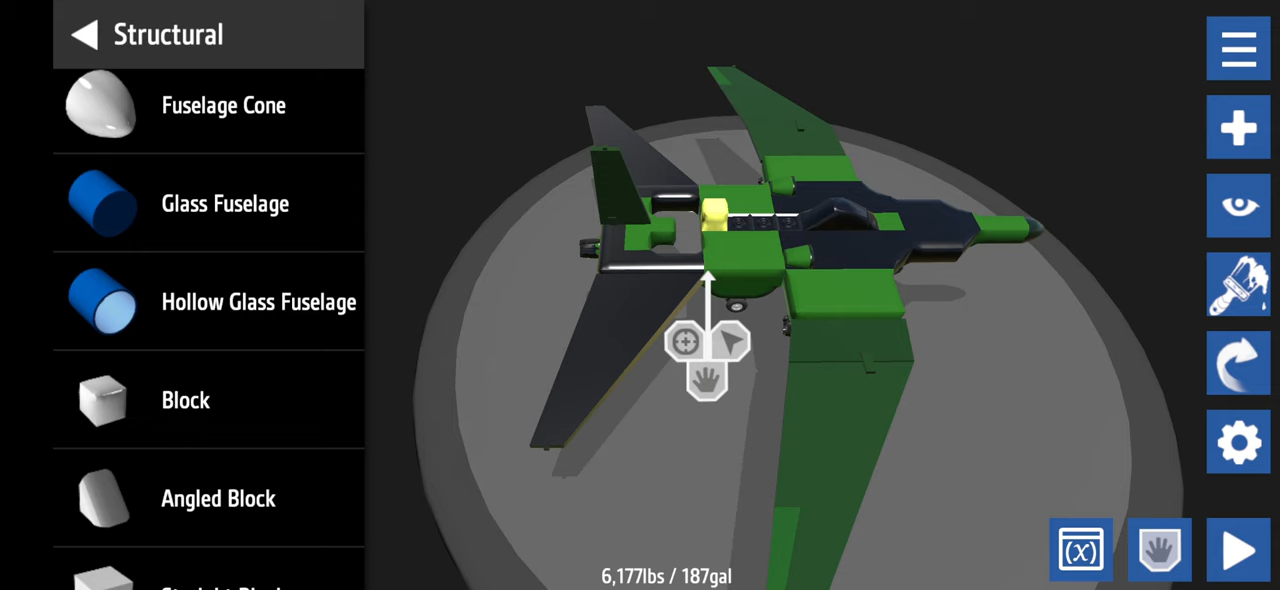 Structural
Fuselage Cone
Glass Fuselage
Hollow Glass Fuselage
Block
Angled Block
(x)
6,177lbs / 187gal